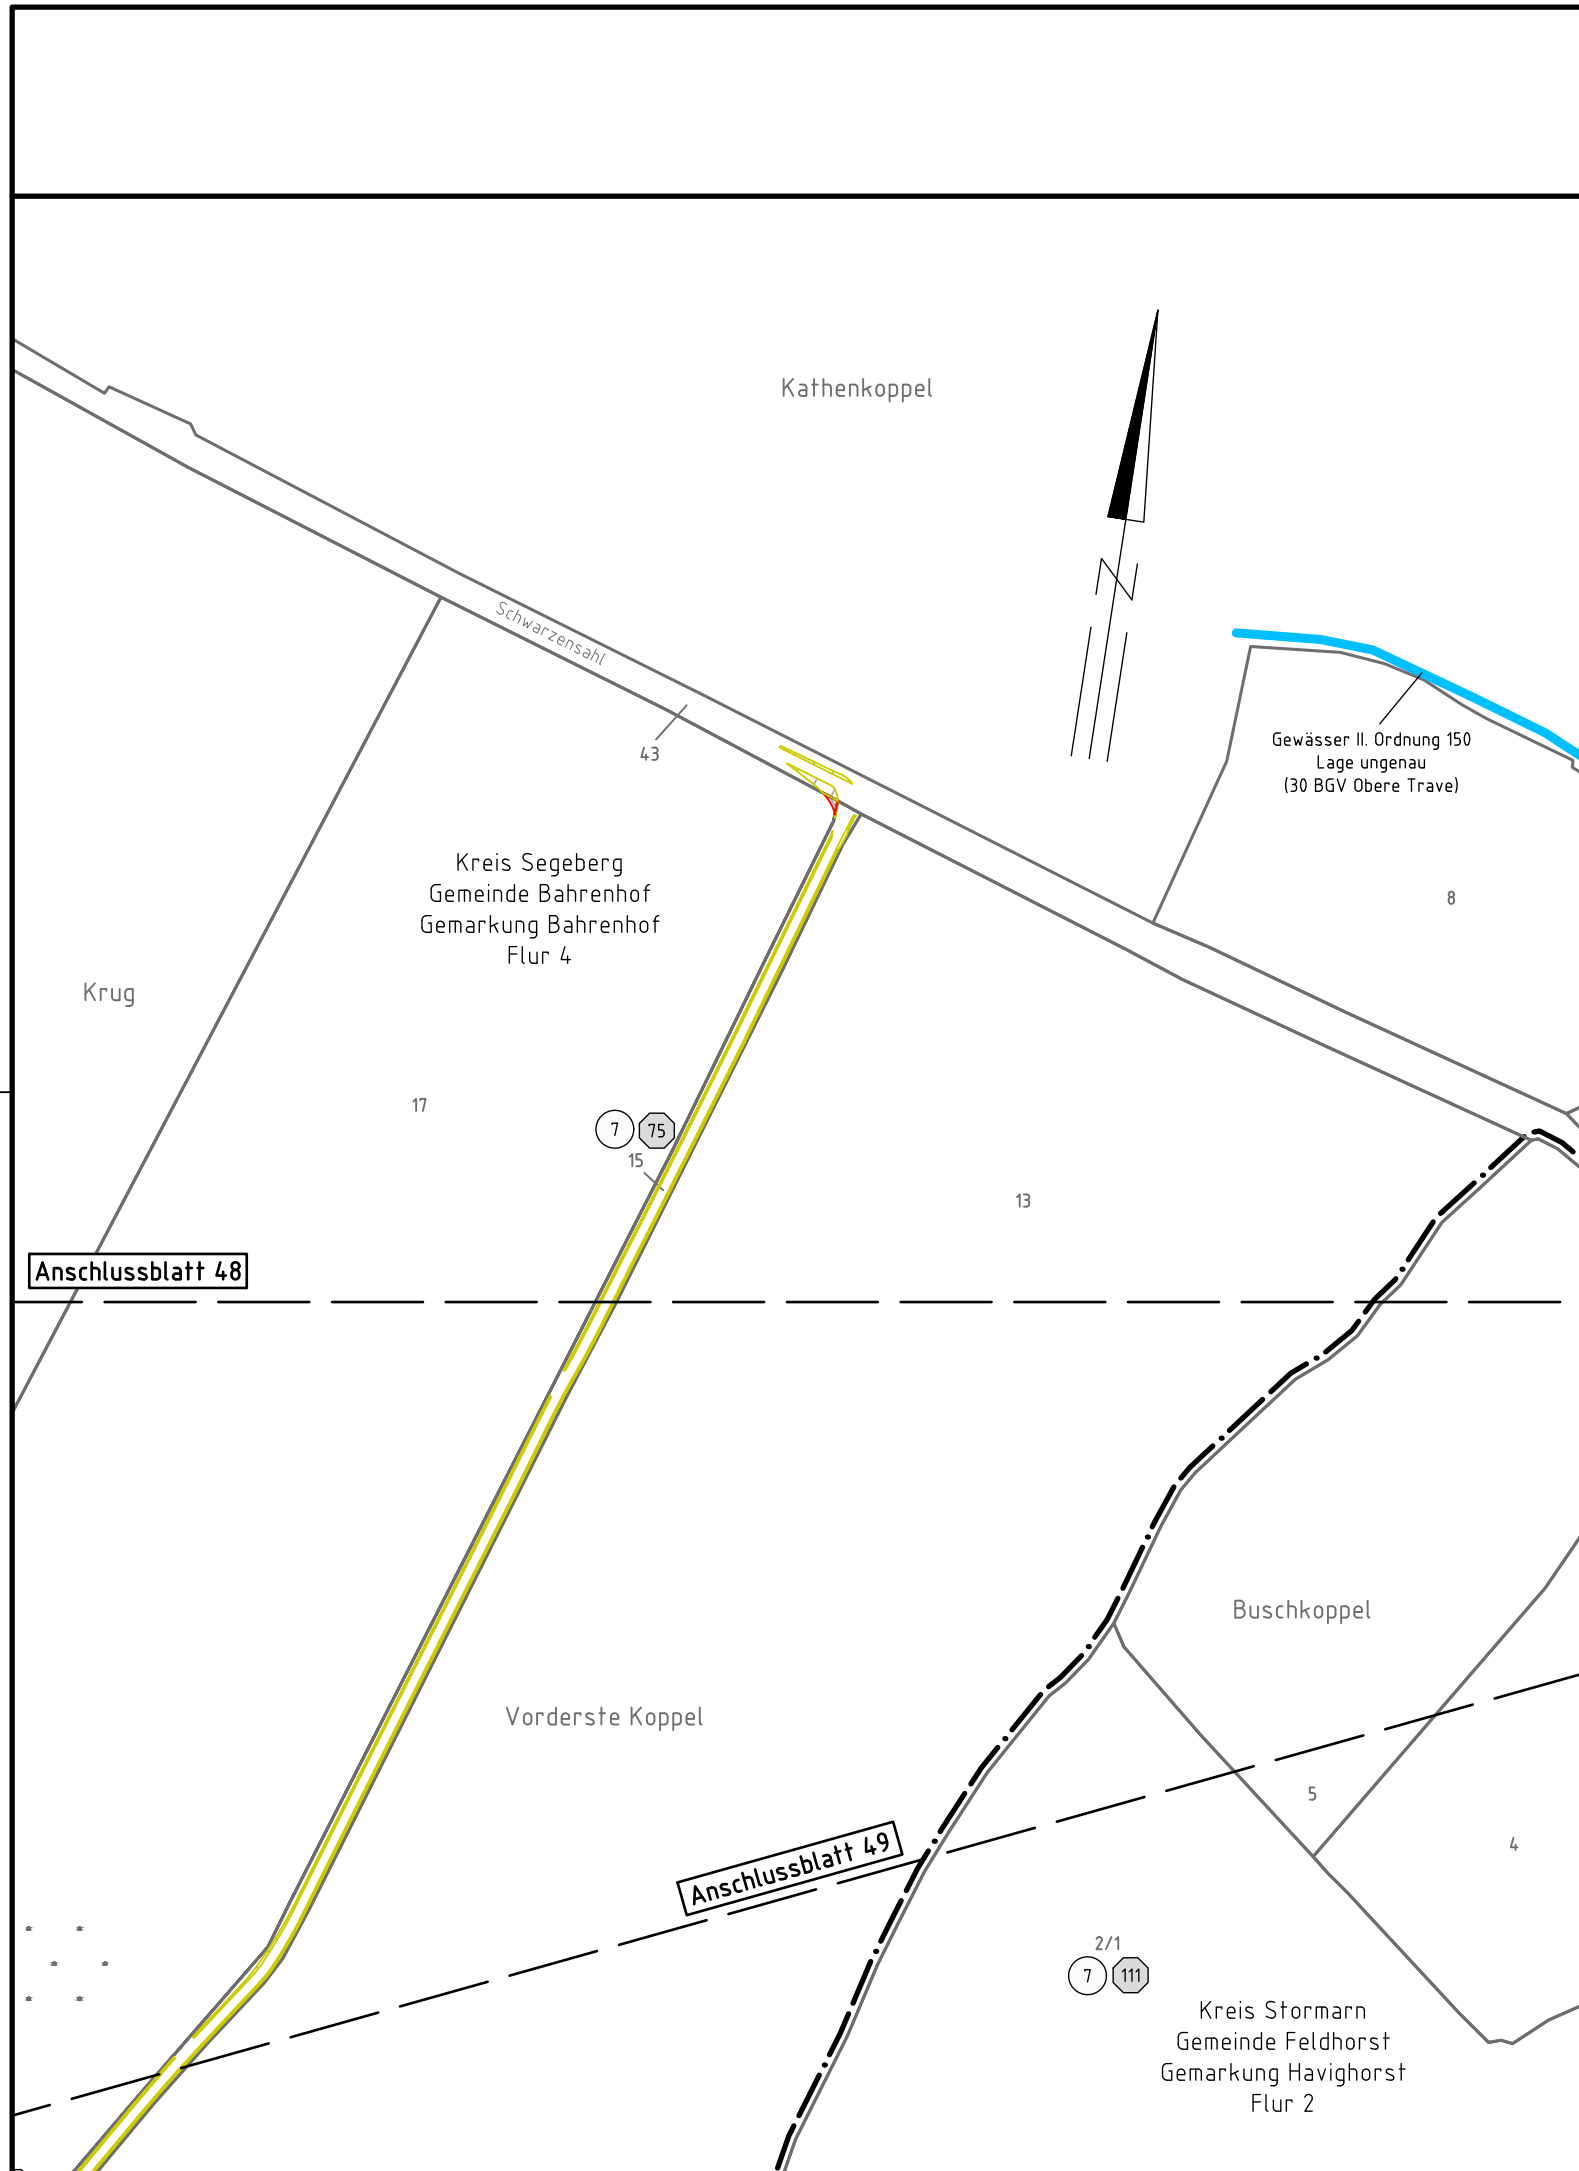 Kathenkoppel
N
Schwarzensahl
43
Gewässer II. Ordnung 150
Lage ungenau
(30 BGV Obere Trave)
Kreis Segeberg
Gemeinde Bahrenhof
Gemarkung Bahrenhof
Flur 4
8
Krug
17
7 75
15
13
Anschlussblatt 48
Buschkoppel
Vorderste Koppel
5
4
Anschlussblatt 49
2/1
7 111
Kreis Stormarn
Gemeinde Feldhorst
Gemarkung Havighorst
Flur 2